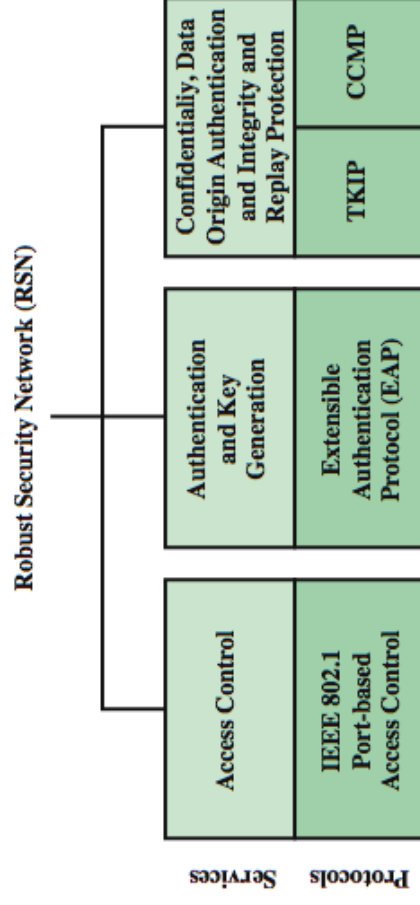 Robust Security Network (RSN)
Services
Access Control
Authentication
and Key
Generation
Confidentialiy, Data
Origin Authentication
and Integrity and
Replay Protection
Protocols
IEEE 802.1
Port-based
Access Control
Extensible
Authentication
Protocol (EAP)
TKIP
CCMP